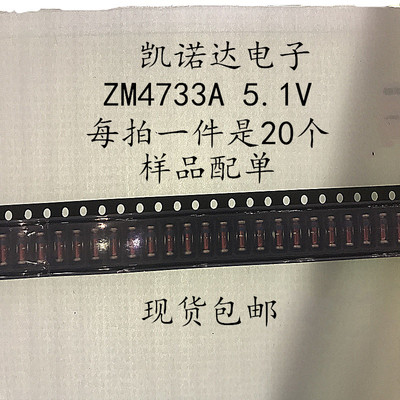 凯诺达电子
ZM4733A 5.1V
每拍一件是20个
样品配单
现货包邮